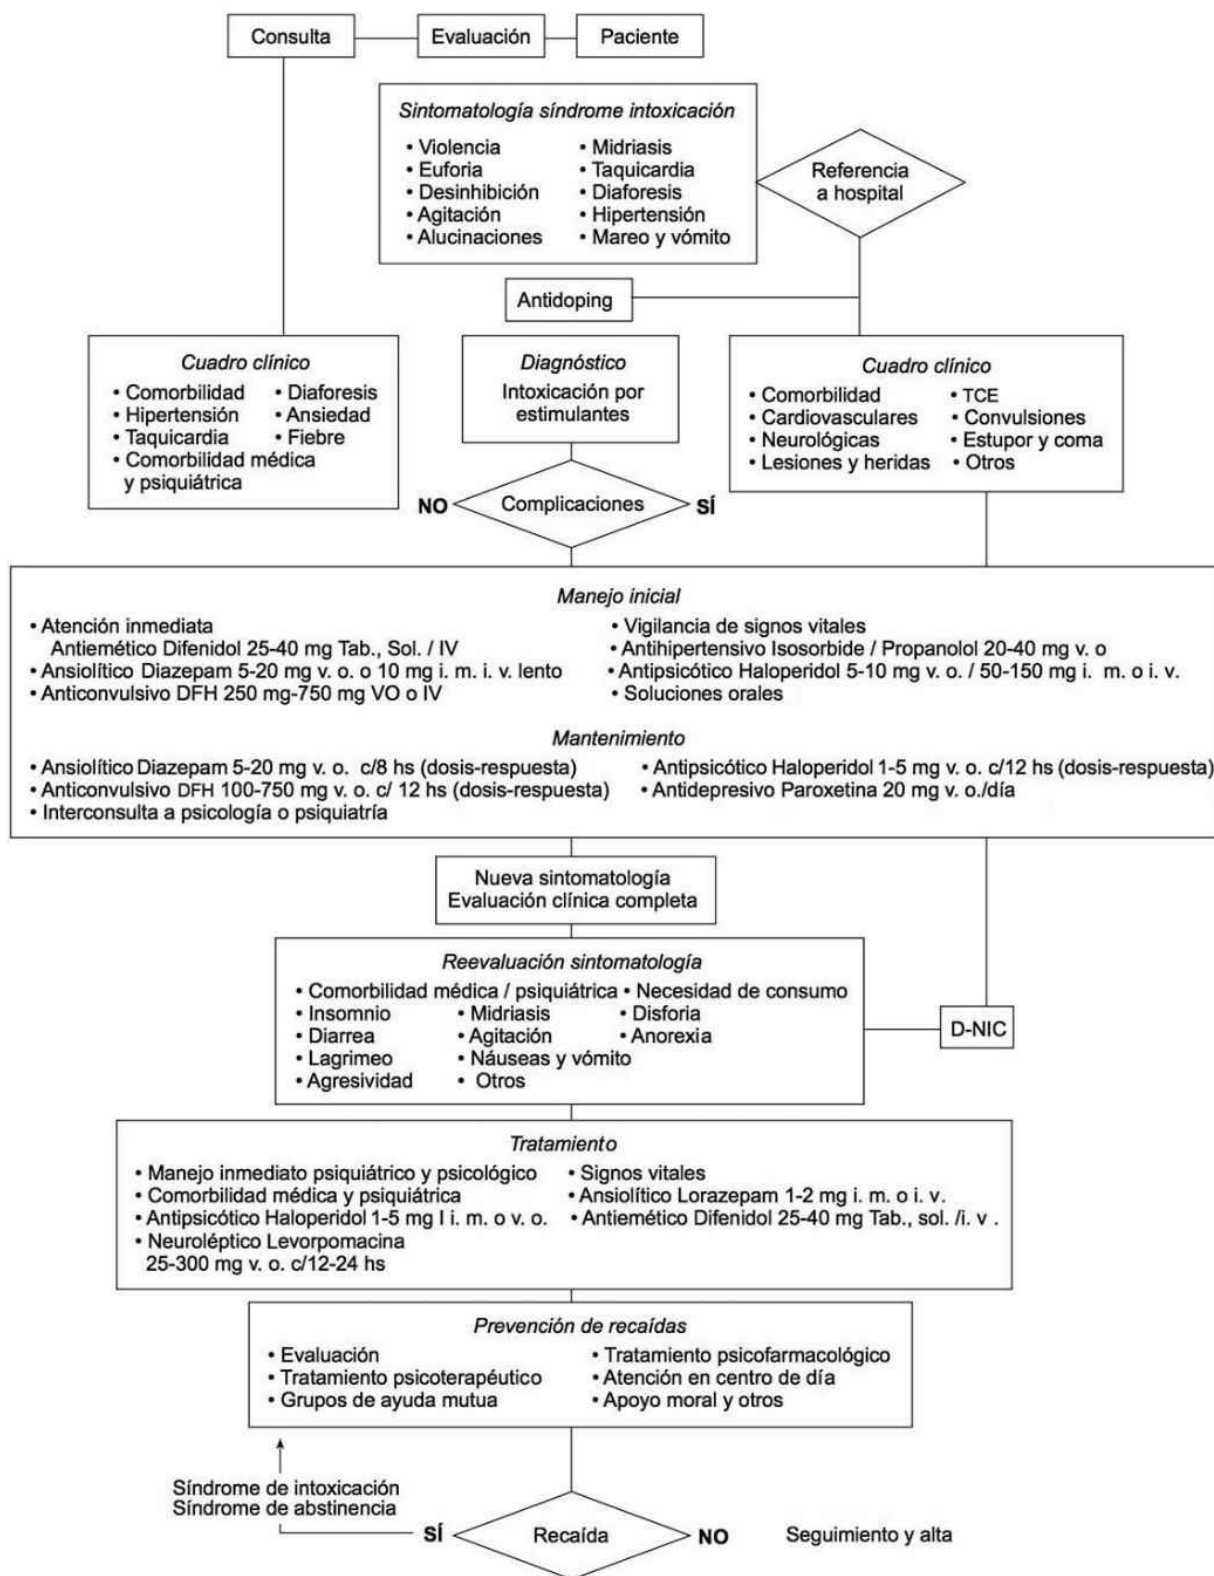 Consulta
Evaluación
Paciente
Sintomatología síndrome intoxicación
• Violencia
• Euforia
• Desinhibición
• Agitación
• Alucinaciones
• Midriasis
• Taquicardia
• Diaforesis
• Hipertensión
• Mareo y vómito
Referencia
a hospital
Antidoping
Cuadro clínico
• Comorbilidad
• Hipertensión
• Taquicardia
• Comorbilidad médica
y psiquiátrica
• Diaforesis
• Ansiedad
• Fiebre
Diagnóstico
Intoxicación por
estimulantes
Cuadro clínico
• Comorbilidad
• Cardiovasculares
• Neurológicas
• Lesiones y heridas
• TCE
• Convulsiones
• Estupor y coma
• Otros
NO
Complicaciones
SÍ
Manejo inicial
• Atención inmediata
Antiemético Difenidol 25-40 mg Tab., Sol. / IV
• Ansiolítico Diazepam 5-20 mg v. o. o 10 mg i. m. i. v. lento
• Anticonvulsivo DFH 250 mg-750 mg VO o IV
• Vigilancia de signos vitales
• Antihipertensivo Isosorbide / Propanolol 20-40 mg v. o
• Antipsicótico Haloperidol 5-10 mg v. o. / 50-150 mg i. m. o i. v.
• Soluciones orales
Mantenimiento
• Ansiolítico Diazepam 5-20 mg v. o. c/8 hs (dosis-respuesta)
• Anticonvulsivo DFH 100-750 mg v. o. c/ 12 hs (dosis-respuesta)
• Interconsulta a psicología o psiquiatría
• Antipsicótico Haloperidol 1-5 mg v. o. c/12 hs (dosis-respuesta)
• Antidepresivo Paroxetina 20 mg v. o./día
Nueva sintomatología
Evaluación clínica completa
Reevaluación sintomatología
• Comorbilidad médica / psiquiátrica • Necesidad de consumo
• Insomnio • Midriasis • Disforia
• Diarrea • Agitación • Anorexia
• Lagrimeo • Náuseas y vómito
• Agresividad • Otros
D-NIC
Tratamiento
• Manejo inmediato psiquiátrico y psicológico
• Comorbilidad médica y psiquiátrica
• Antipsicótico Haloperidol 1-5 mg I i. m. o v. o.
• Neuroléptico Levorpomacina
25-300 mg v. o. c/12-24 hs
• Signos vitales
• Ansiolítico Lorazepam 1-2 mg i. m. o i. v.
• Antiemético Difenidol 25-40 mg Tab., sol. /i. v .
Prevención de recaídas
• Evaluación
• Tratamiento psicoterapéutico
• Grupos de ayuda mutua
• Tratamiento psicofarmacológico
• Atención en centro de día
• Apoyo moral y otros
Síndrome de intoxicación
Síndrome de abstinencia
SÍ
Recaída
NO
Seguimiento y alta